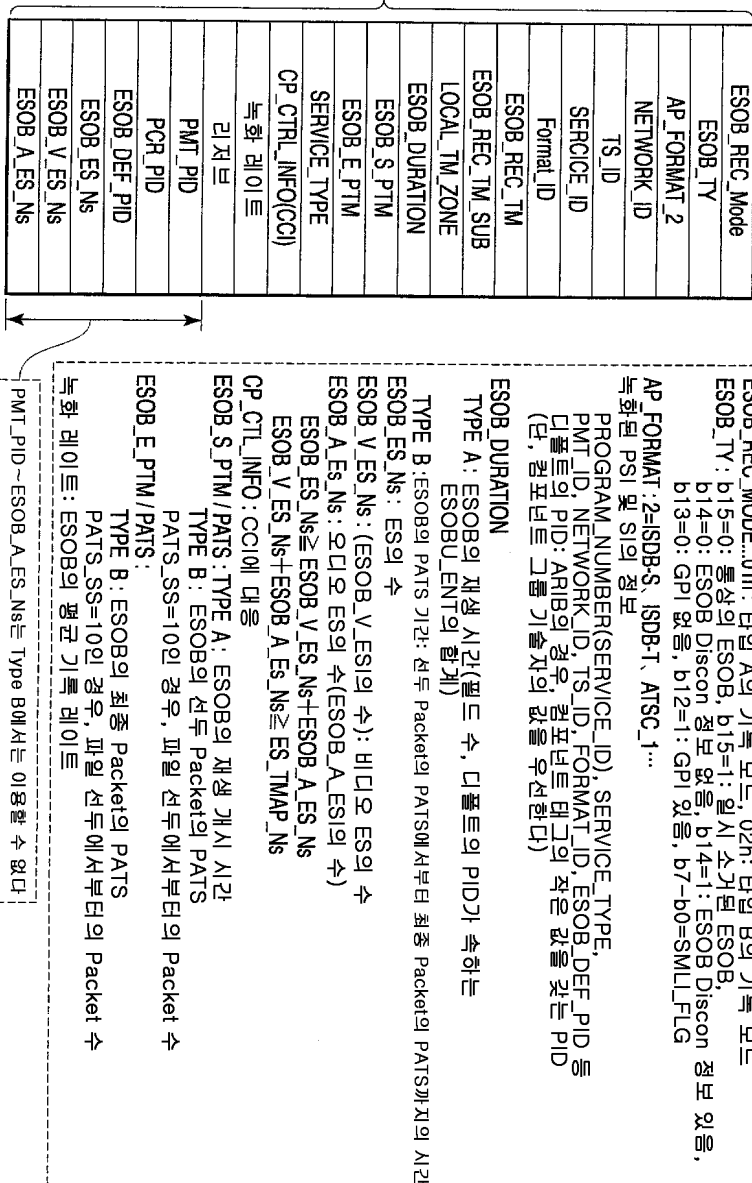 ESOB_REC_Mode
ESOB_TY
AP_FORMAT_2
NETWORK_ID
TS_ID
SERCICE_ID
Format_ID
ESOB_REC_TM
ESOB_REC_TM_SUB
LOCAL_TM_ZONE
ESOB_DURATION
ESOB_S_PTM
ESOB_E_PTM
SERVICE_TYPE
CP_CTRL_INFO(CCI)
녹화 레이트
리저브
PMT_PID
PCR_PID
ESOB_DEF_PID
ESOB_ES_Ns
ESOB_V_ES_Ns
ESOB_A_ES_Ns
타입 A의 기록 모드, 02h: 타입 B의 기록 모드
ESOB_TY : b15=0: 통상의 ESOB, b15=1: 일시 소거된 ESOB,
b14=0: ESOB Discon 정보 없음, b14=1: ESOB Discon 정보 있음,
b13=0: GPI 없음, b12=1: GPI 있음, b7-b0=SMLI_FLG
AP_FORMAT : 2=ISDB-S、ISDB-T、ATSC_1…
녹화된 PSI 및 SI의 정보
PROGRAM_NUMBER(SERVICE_ID), SERVICE_TYPE,
PMT_ID, NETWORK_ID, TS_ID, FORMAT_ID, ESOB_DEF_PID 등
디폴트의 PID: ARIB의 경우, 컴포넌트 태그의 작은 값을 갖는 PID
(단, 컴포넌트 그룹 기술자의 값을 우선한다)
ESOB_DURATION
TYPE A : ESOB의 재생 시간(필드 수, 디폴트의 PID가 속하는
ESOBU_ENT의 합계)
TYPE B :ESOB의 PATS 기간: 선두 Packet의 PATS에서부터 최종 Packet의 PATS까지의 시간
ESOB_ES_Ns : ES의 수
ESOB_V_ES_Ns : (ESOB_V_ESI의 수) : 비디오 ES의 수
ESOB_A_Es_Ns : 오디오 ES의 수(ESOB_A_ESI의 수)
ESOB_ES_Ns≧ ESOB_V_ES_Ns+ESOB_A_ES_Ns
ESOB_V_ES_Ns+ESOB_A_Es_Ns≧ ES_TMAP_Ns
CP_CTL_INFO : CCI에 대응
ESOB_S_PTM / PATS : TYPE A : ESOB의 재생 개시 시간
TYPE B : ESOB의 선두 Packet의 PATS
PATS_SS=10인 경우, 파일 선두에서부터의 Packet 수
ESOB_E_PTM / PATS :
TYPE B : ESOB의 최종 Packet의 PATS
PATS_SS=10인 경우, 파일 선두에서부터의 Packet 수
녹화 레이트 : ESOB의 평균 기록 레이트
PMT_PID~ESOB_A_ES_Ns는 Type B에서는 이용할 수 없다